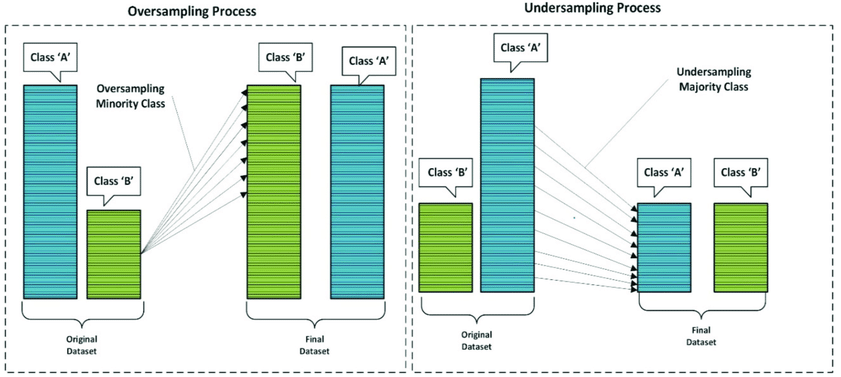 Oversampling Process
Class ‘A’
Oversampling
Minority Class
Class ‘B’
Class ‘B’
Class ‘A’
Original
Dataset
Final
Dataset
Undersampling Process
Class ‘A’
Undersampling
Majority Class
Class ‘B’
Class ‘A’
Class ‘B’
Original
Dataset
Final
Dataset